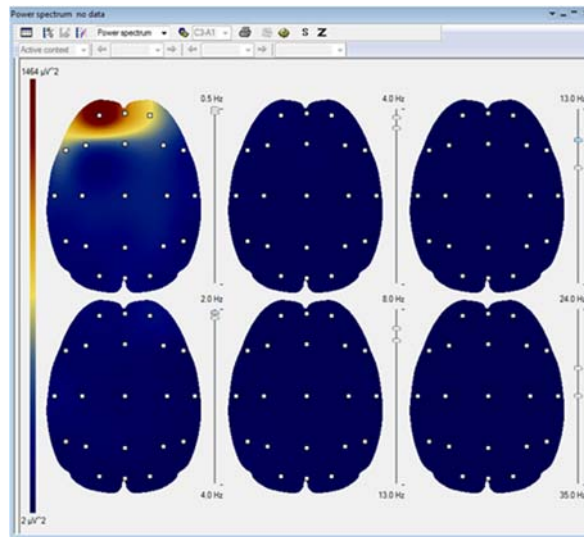 Power spectrum no data
Power spectrum C3-A1 S Z
Active context
1464 µV^2
0.5 Hz 4.0 Hz 13.0 Hz
2.0 Hz 8.0 Hz 24.0 Hz
4.0 Hz 13.0 Hz 35.0 Hz
2 µV^2